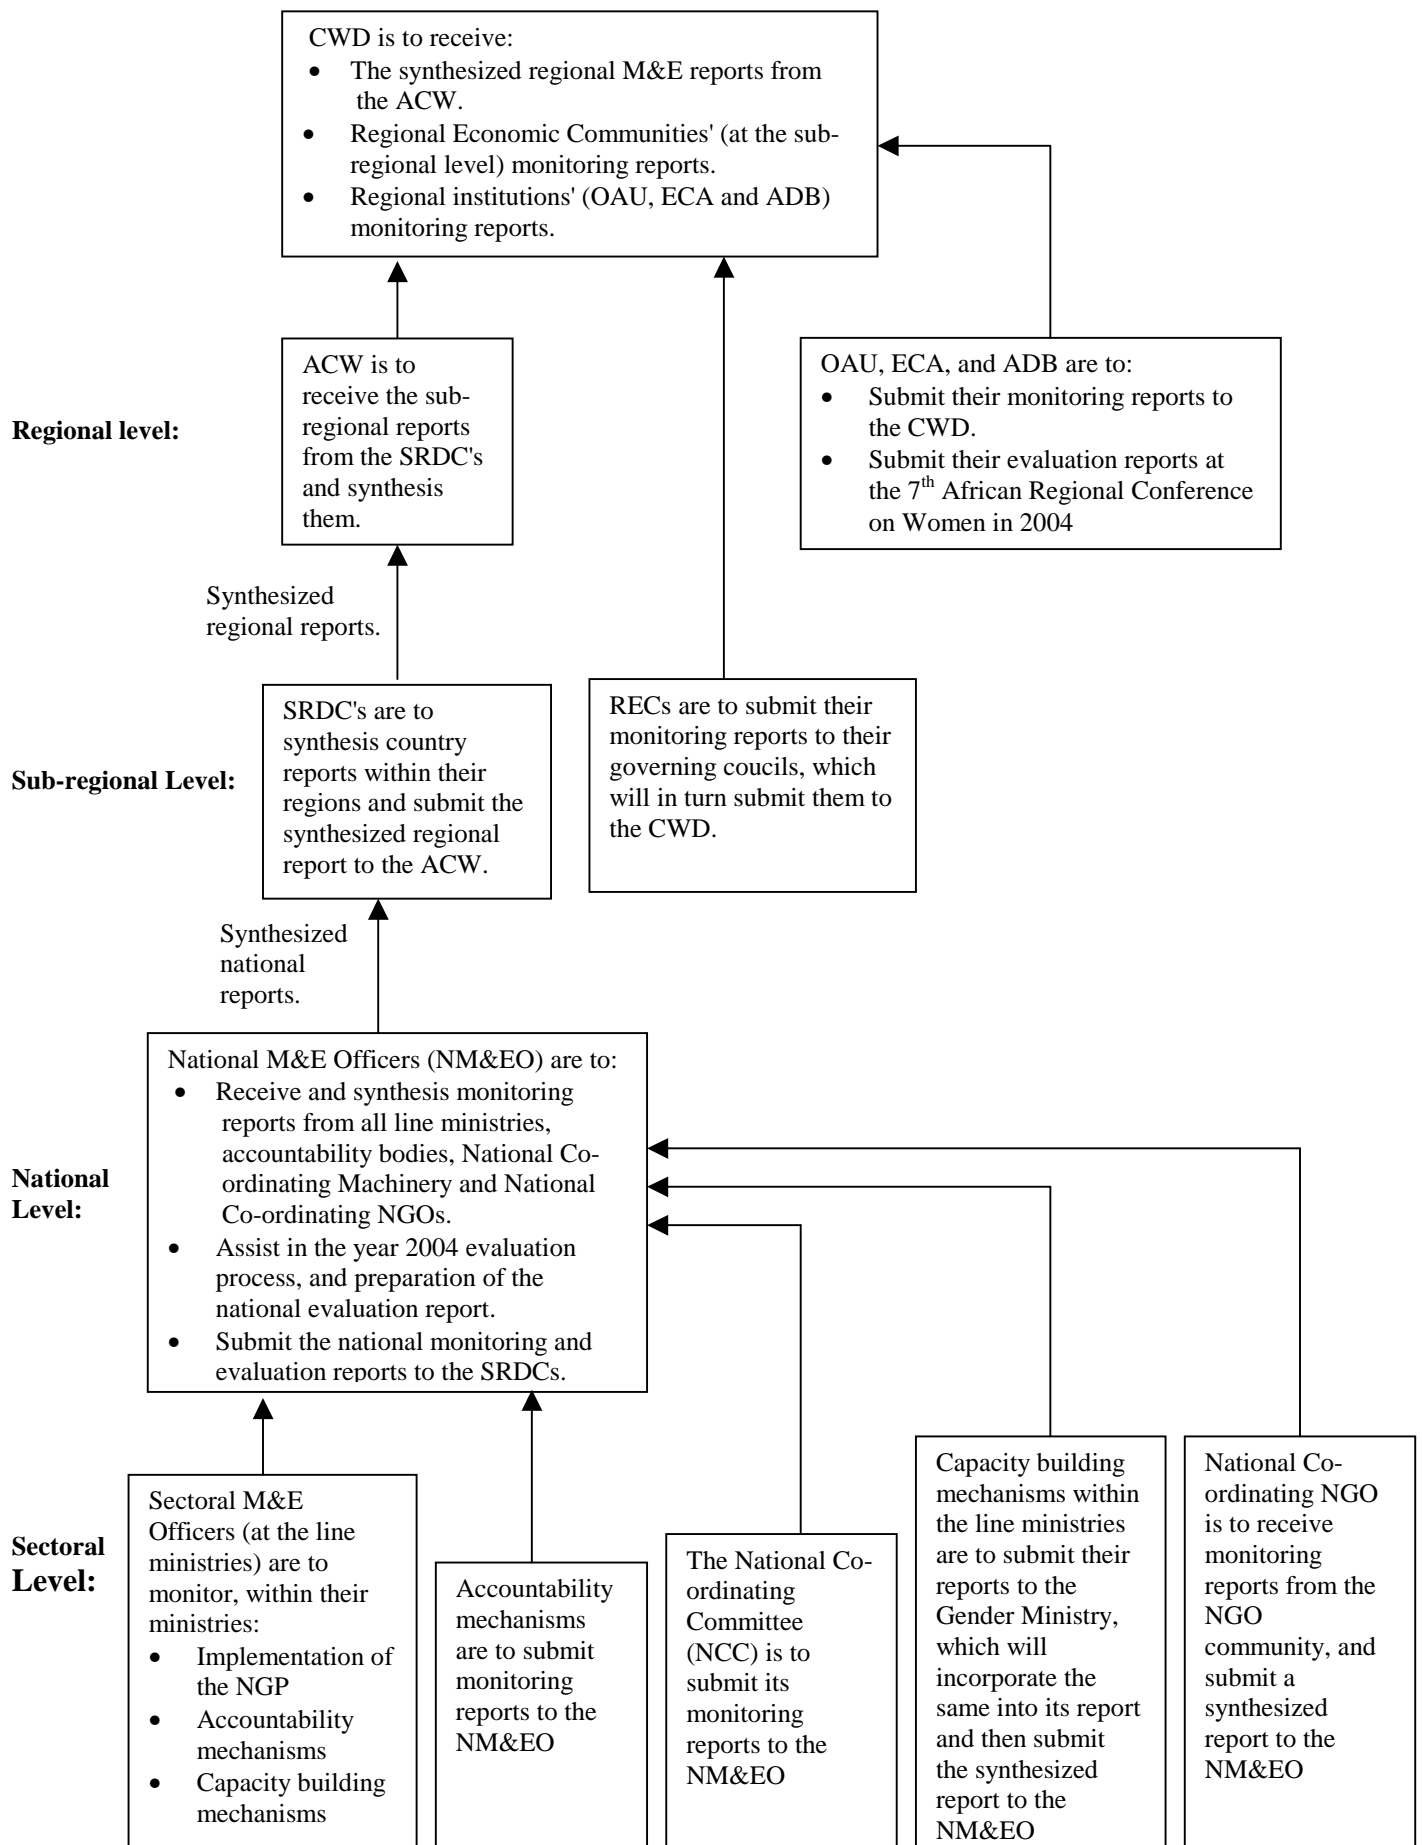 CWD is to receive:
• The synthesized regional M&E reports from
the ACW.
• Regional Economic Communities' (at the sub-
regional level) monitoring reports.
• Regional institutions' (OAU, ECA and ADB)
monitoring reports.
Regional level:
ACW is to
receive the sub-
regional reports
from the SRDC's
and synthesis
them.
OAU, ECA, and ADB are to:
• Submit their monitoring reports to
the CWD.
• Submit their evaluation reports at
the 7th African Regional Conference
on Women in 2004
Synthesized
regional reports.
Sub-regional Level:
SRDC's are to
synthesis country
reports within their
regions and submit the
synthesized regional
report to the ACW.
RECs are to submit their
monitoring reports to their
governing coucils, which
will in turn submit them to
the CWD.
Synthesized
national
reports.
National
Level:
National M&E Officers (NM&EO) are to:
• Receive and synthesis monitoring
reports from all line ministries,
accountability bodies, National Co-
ordinating Machinery and National
Co-ordinating NGOs.
• Assist in the year 2004 evaluation
process, and preparation of the
national evaluation report.
• Submit the national monitoring and
evaluation reports to the SRDCs.
Sectoral
Level:
Sectoral M&E
Officers (at the line
ministries) are to
monitor, within their
ministries:
• Implementation of
the NGP
• Accountability
mechanisms
• Capacity building
mechanisms
Accountability
mechanisms
are to submit
monitoring
reports to the
NM&EO
The National Co-
ordinating
Committee
(NCC) is to
submit its
monitoring
reports to the
NM&EO
Capacity building
mechanisms within
the line ministries
are to submit their
reports to the
Gender Ministry,
which will
incorporate the
same into its report
and then submit
the synthesized
report to the
NM&EO
National Co-
ordinating NGO
is to receive
monitoring
reports from the
NGO
community, and
submit a
synthesized
report to the
NM&EO